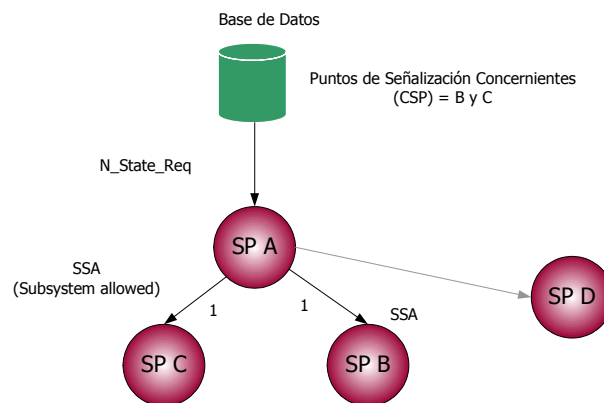 Base de Datos
Puntos de Señalización Concernientes
(CSP) = B y C
N_State_Req
SP A
SSA
(Subsystem allowed)
SP D
1
1
SSA
SP C
SP B